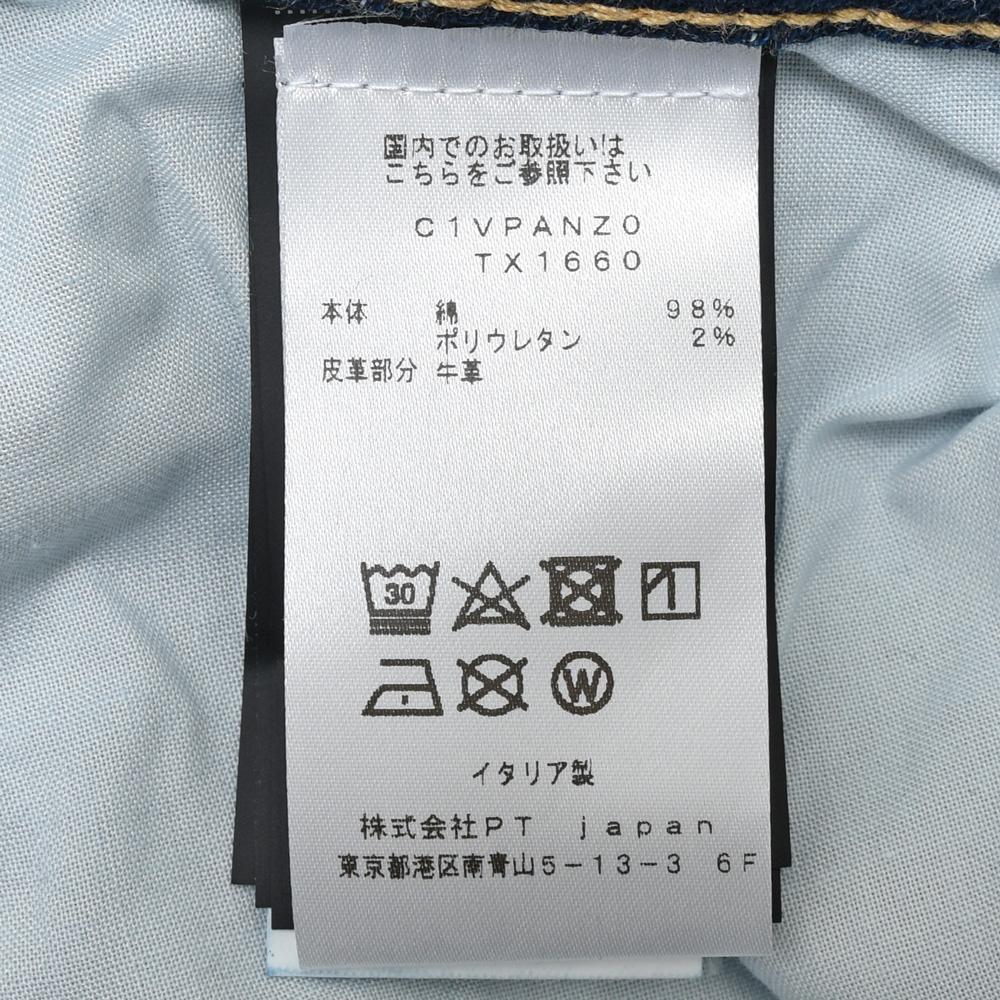 国内でのお取扱いは
こちらをご参照下さい
C1VPANZ0
TX1660
本体 綿 98%
ポリウレタン 2%
皮革部分 牛革
30
W
イタリア製
株式会社PT japan
東京都港区南青山5-13-3 6F